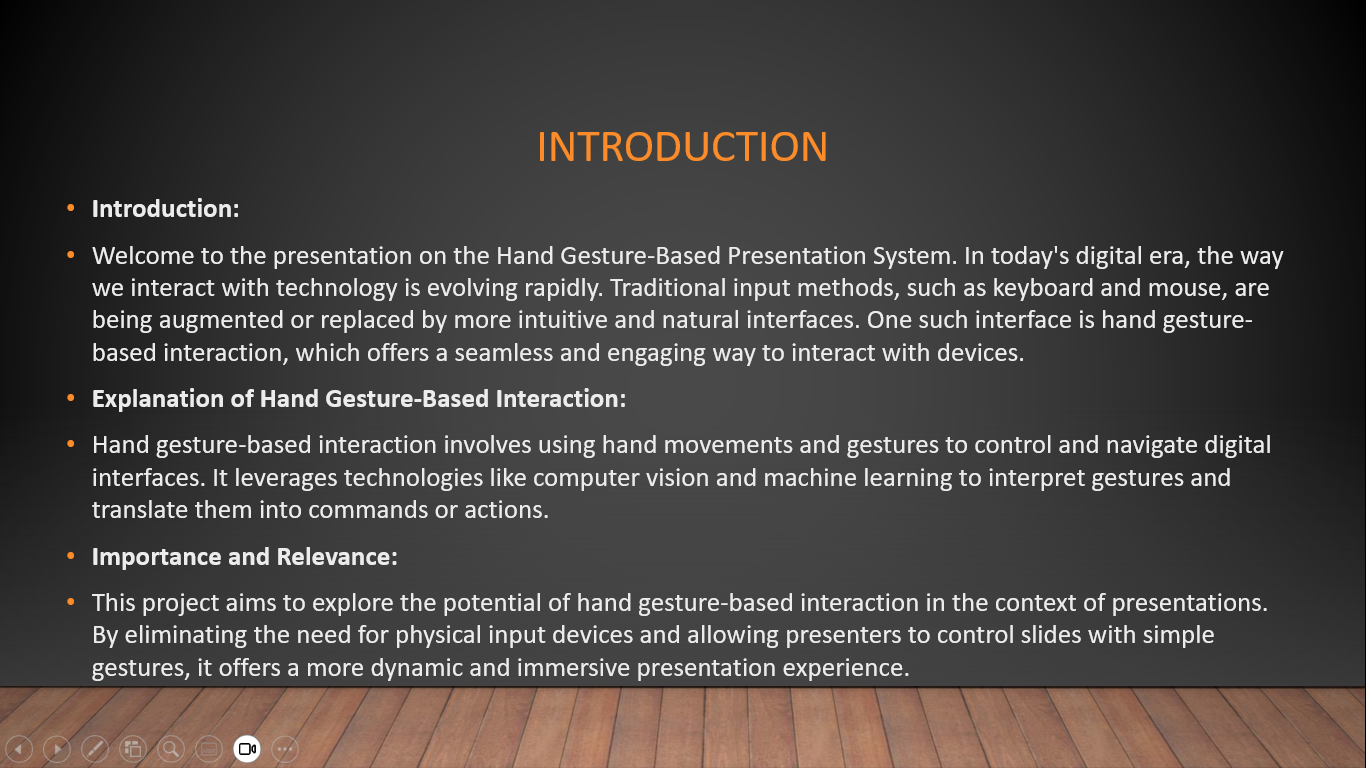 INTRODUCTION
• Introduction:
• Welcome to the presentation on the Hand Gesture-Based Presentation System. In today's digital era, the way
we interact with technology is evolving rapidly. Traditional input methods, such as keyboard and mouse, are
being augmented or replaced by more intuitive and natural interfaces. One such interface is hand gesture-
based interaction, which offers a seamless and engaging way to interact with devices.
• Explanation of Hand Gesture-Based Interaction:
• Hand gesture-based interaction involves using hand movements and gestures to control and navigate digital
interfaces. It leverages technologies like computer vision and machine learning to interpret gestures and
translate them into commands or actions.
• Importance and Relevance:
• This project aims to explore the potential of hand gesture-based interaction in the context of presentations.
By eliminating the need for physical input devices and allowing presenters to control slides with simple
gestures, it offers a more dynamic and immersive presentation experience.